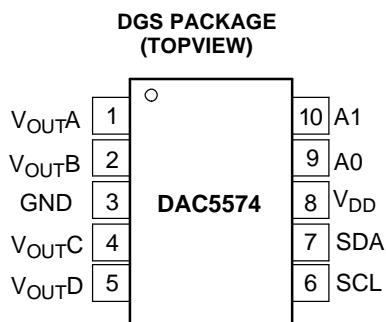 DGS PACKAGE
(TOPVIEW)
VOUTA 1 10 A1
VOUTB 2 9 A0
GND 3 DAC5574 8 VDD
VOUTC 4 7 SDA
VOUTD 5 6 SCL